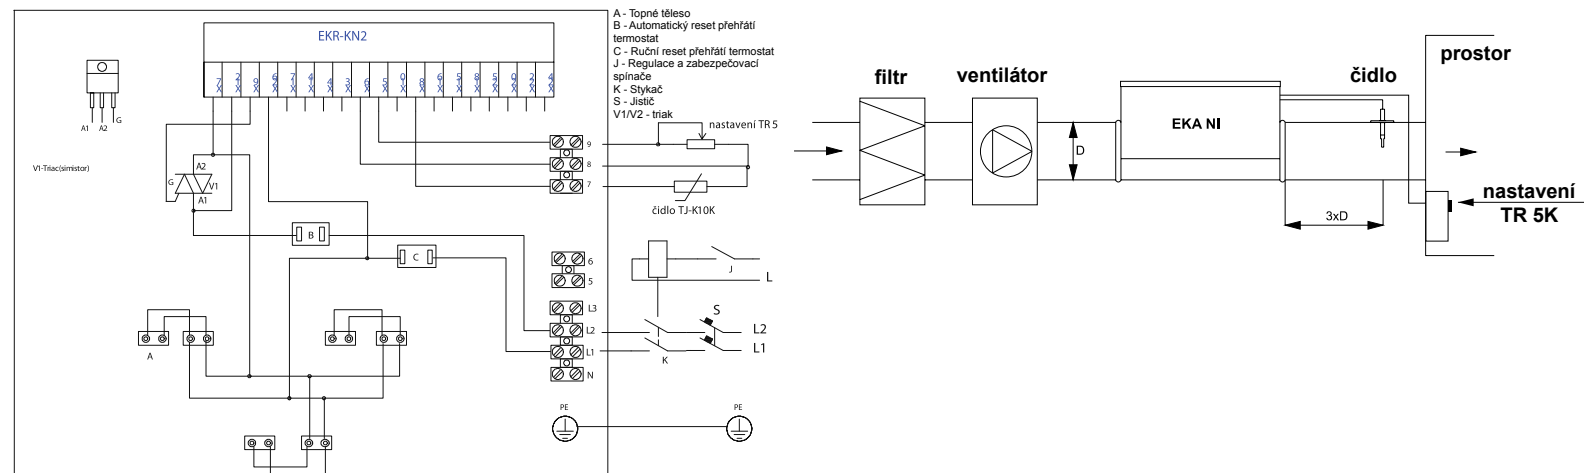 EKR-KN2
A1
A2
G
V1-Triac(simistor)
A2
G
V1
A1
B
C
A
9
8
7
6
5
L3
L2
L1
N
PE
PE
A - Topné těleso
B - Automatický reset přehřátí
termostat
C - Ruční reset přehřátí termostat
J - Regulace a zabezpečovací
spínače
K - Stykač
S - Jistič
V1/V2 - triak
nastavení TR 5
čidlo TJ-K10K
J
L
S
L2
L1
K
filtr
ventilátor
čidlo
prostor
EKA NI
D
3xD
nastavení
TR 5K